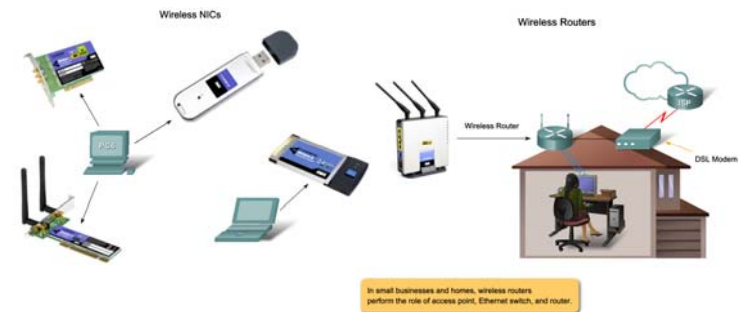 Wireless NICs
Wireless Routers
PC6
Wireless Router
ISP
DSL Modem
In small businesses and homes, wireless routers
perform the role of access point, Ethernet switch, and router.